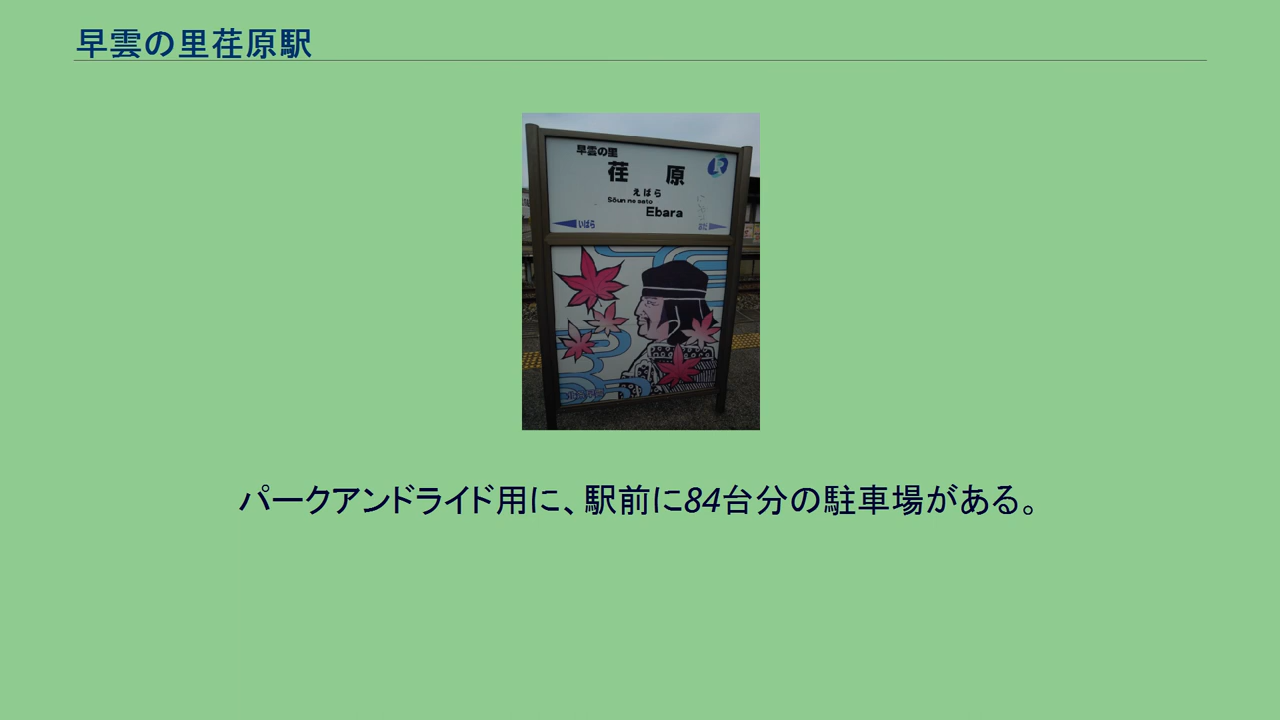 早雲の里荏原駅
早雲の里
荏 原
えばら
Sōun no sato
Ebara
いばら
パークアンドライド用に、駅前に84台分の駐車場がある。